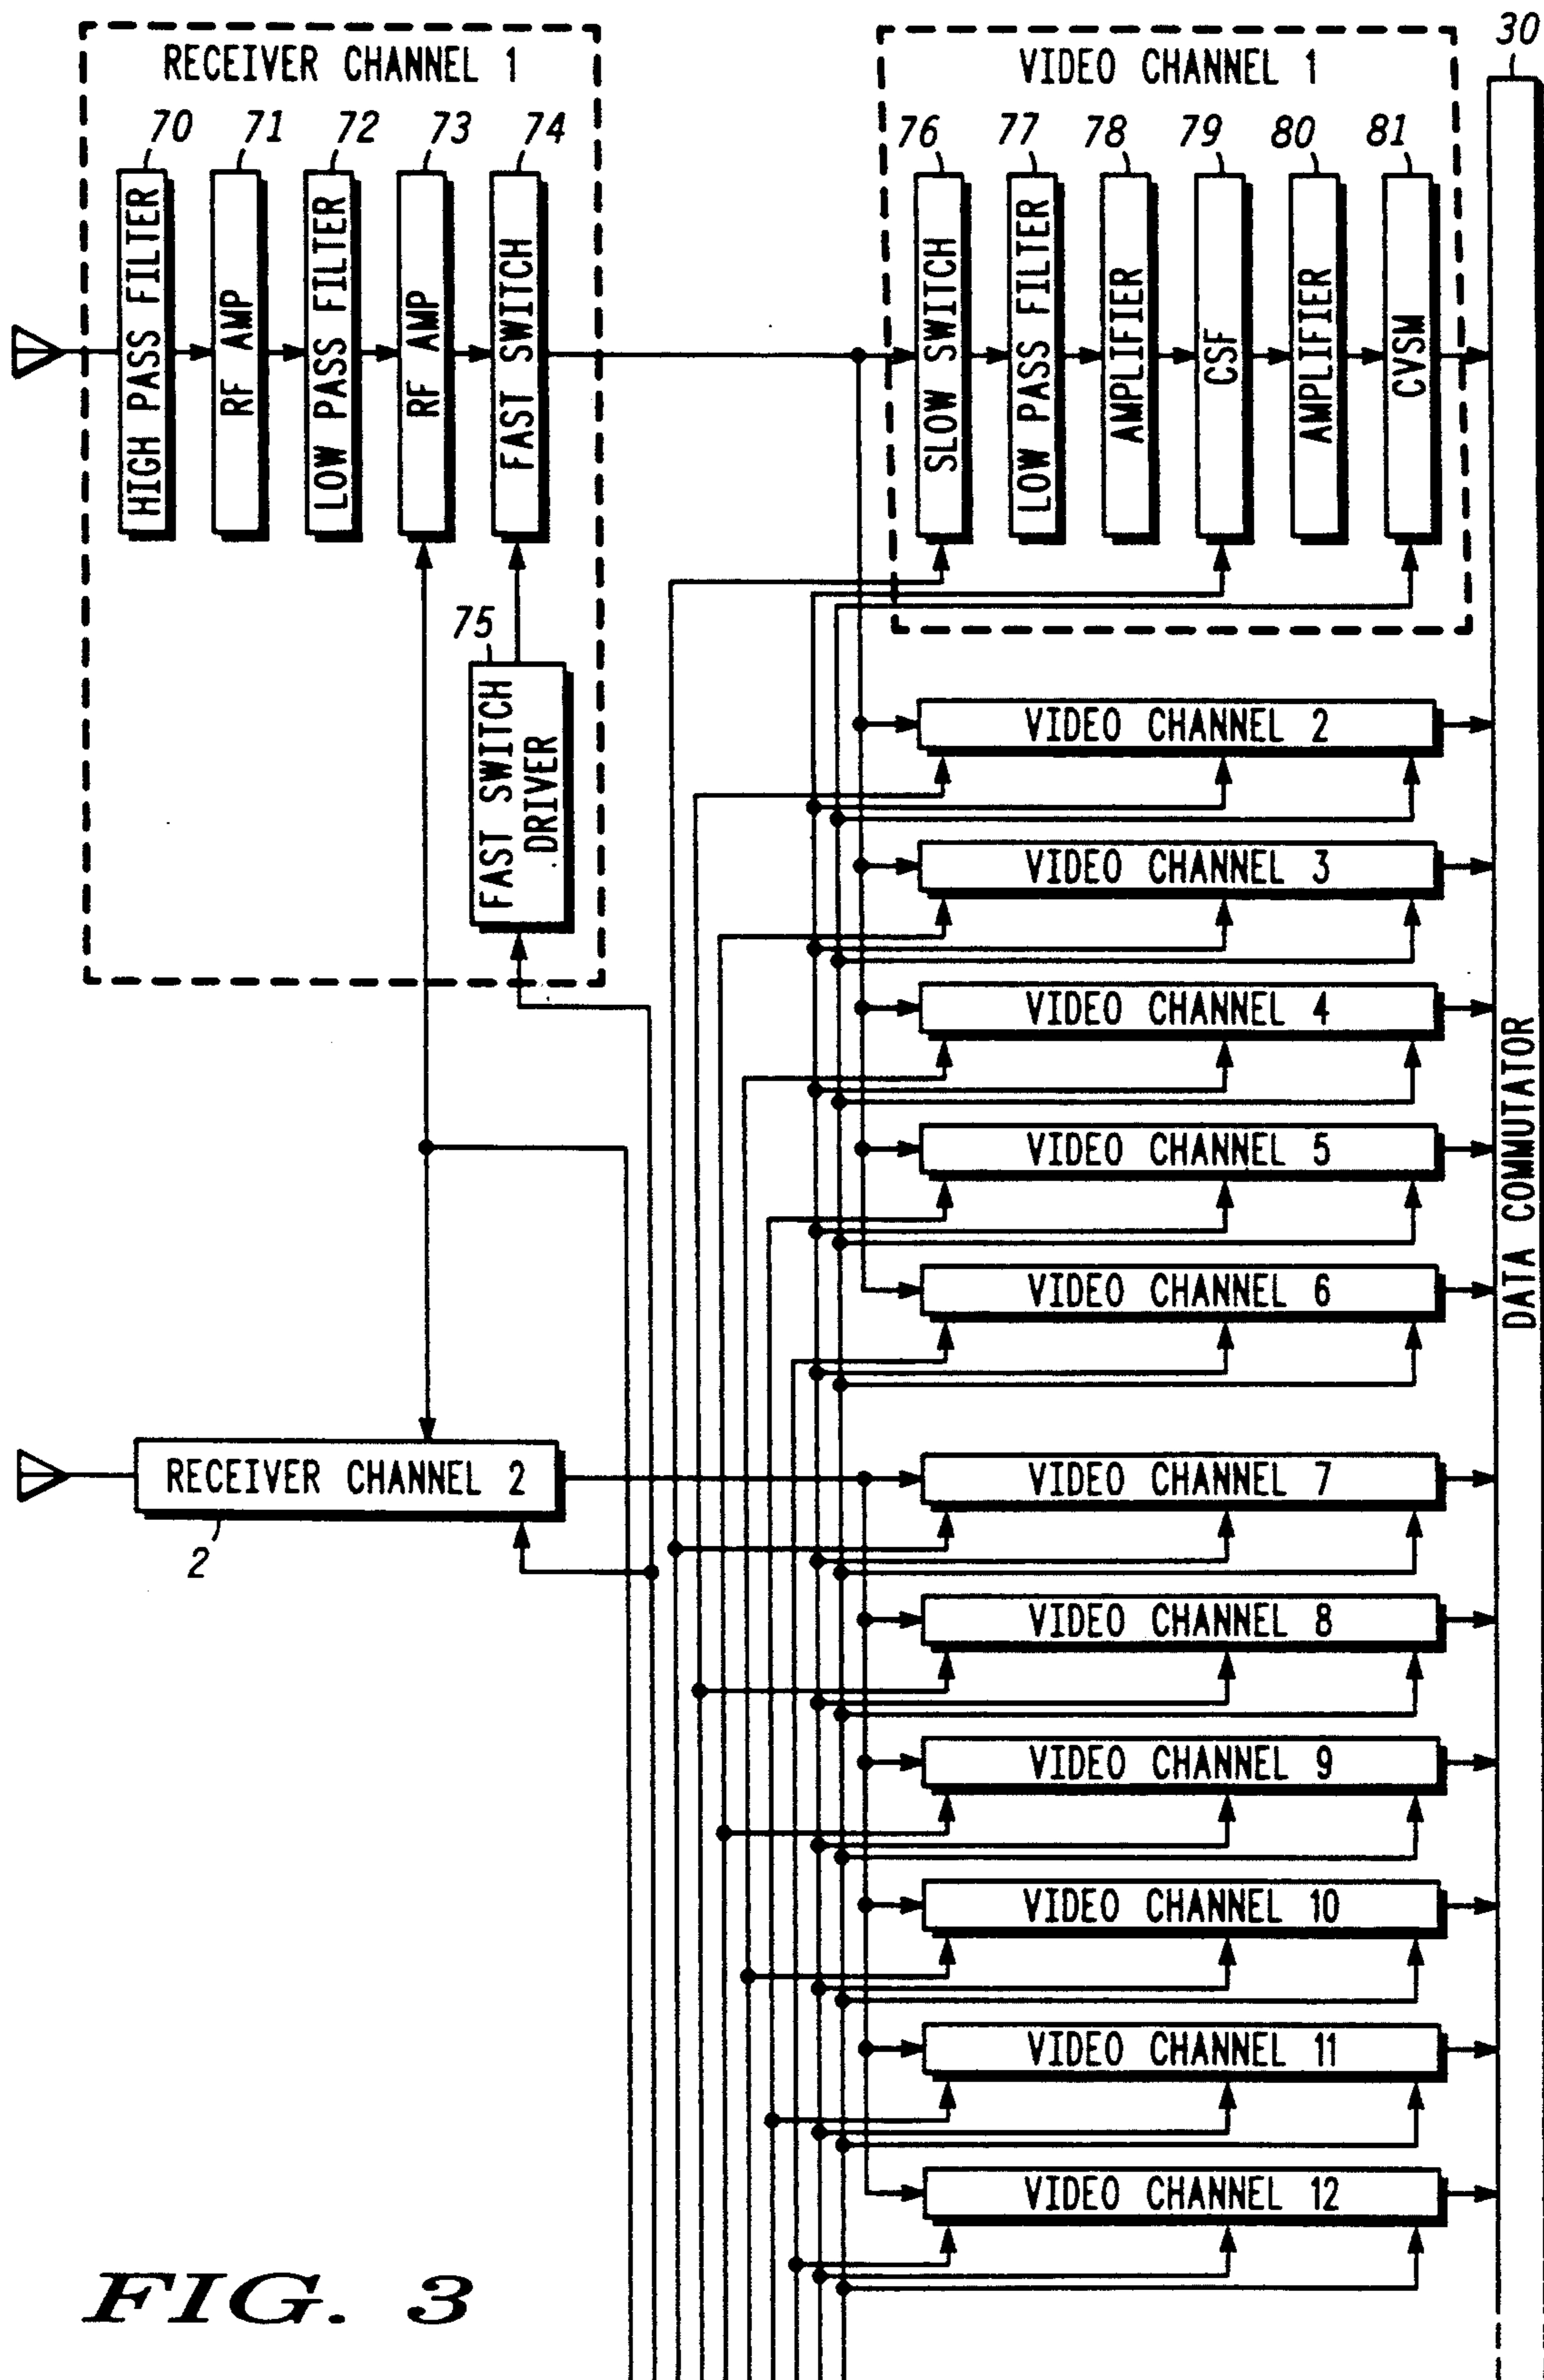 30
RECEIVER CHANNEL 1
VIDEO CHANNEL 1
70
71
72
73
74
76
77
78
79
80
81
HIGH PASS FILTER
RF AMP
LOW PASS FILTER
RF AMP
FAST SWITCH
SLOW SWITCH
LOW PASS FILTER
AMPLIFIER
CSF
AMPLIFIER
CVSM
75
FAST SWITCH
DRIVER
VIDEO CHANNEL 2
VIDEO CHANNEL 3
VIDEO CHANNEL 4
VIDEO CHANNEL 5
VIDEO CHANNEL 6
DATA COMMUTATOR
RECEIVER CHANNEL 2
2
VIDEO CHANNEL 7
VIDEO CHANNEL 8
VIDEO CHANNEL 9
VIDEO CHANNEL 10
VIDEO CHANNEL 11
VIDEO CHANNEL 12
FIG. 3